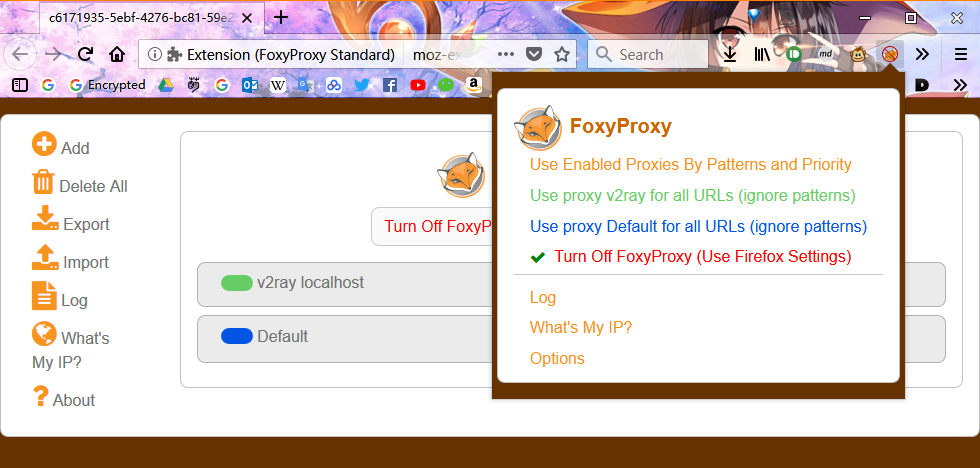 c6171935-5ebf-4276-bc81-59e2
Extension (FoxyProxy Standard) moz-ex
Search
Encrypted
Add
Delete All
Export
Import
Log
What's
My IP?
About
Turn Off FoxyP
v2ray localhost
Default
FoxyProxy
Use Enabled Proxies By Patterns and Priority
Use proxy v2ray for all URLs (ignore patterns)
Use proxy Default for all URLs (ignore patterns)
Turn Off FoxyProxy (Use Firefox Settings)
Log
What's My IP?
Options